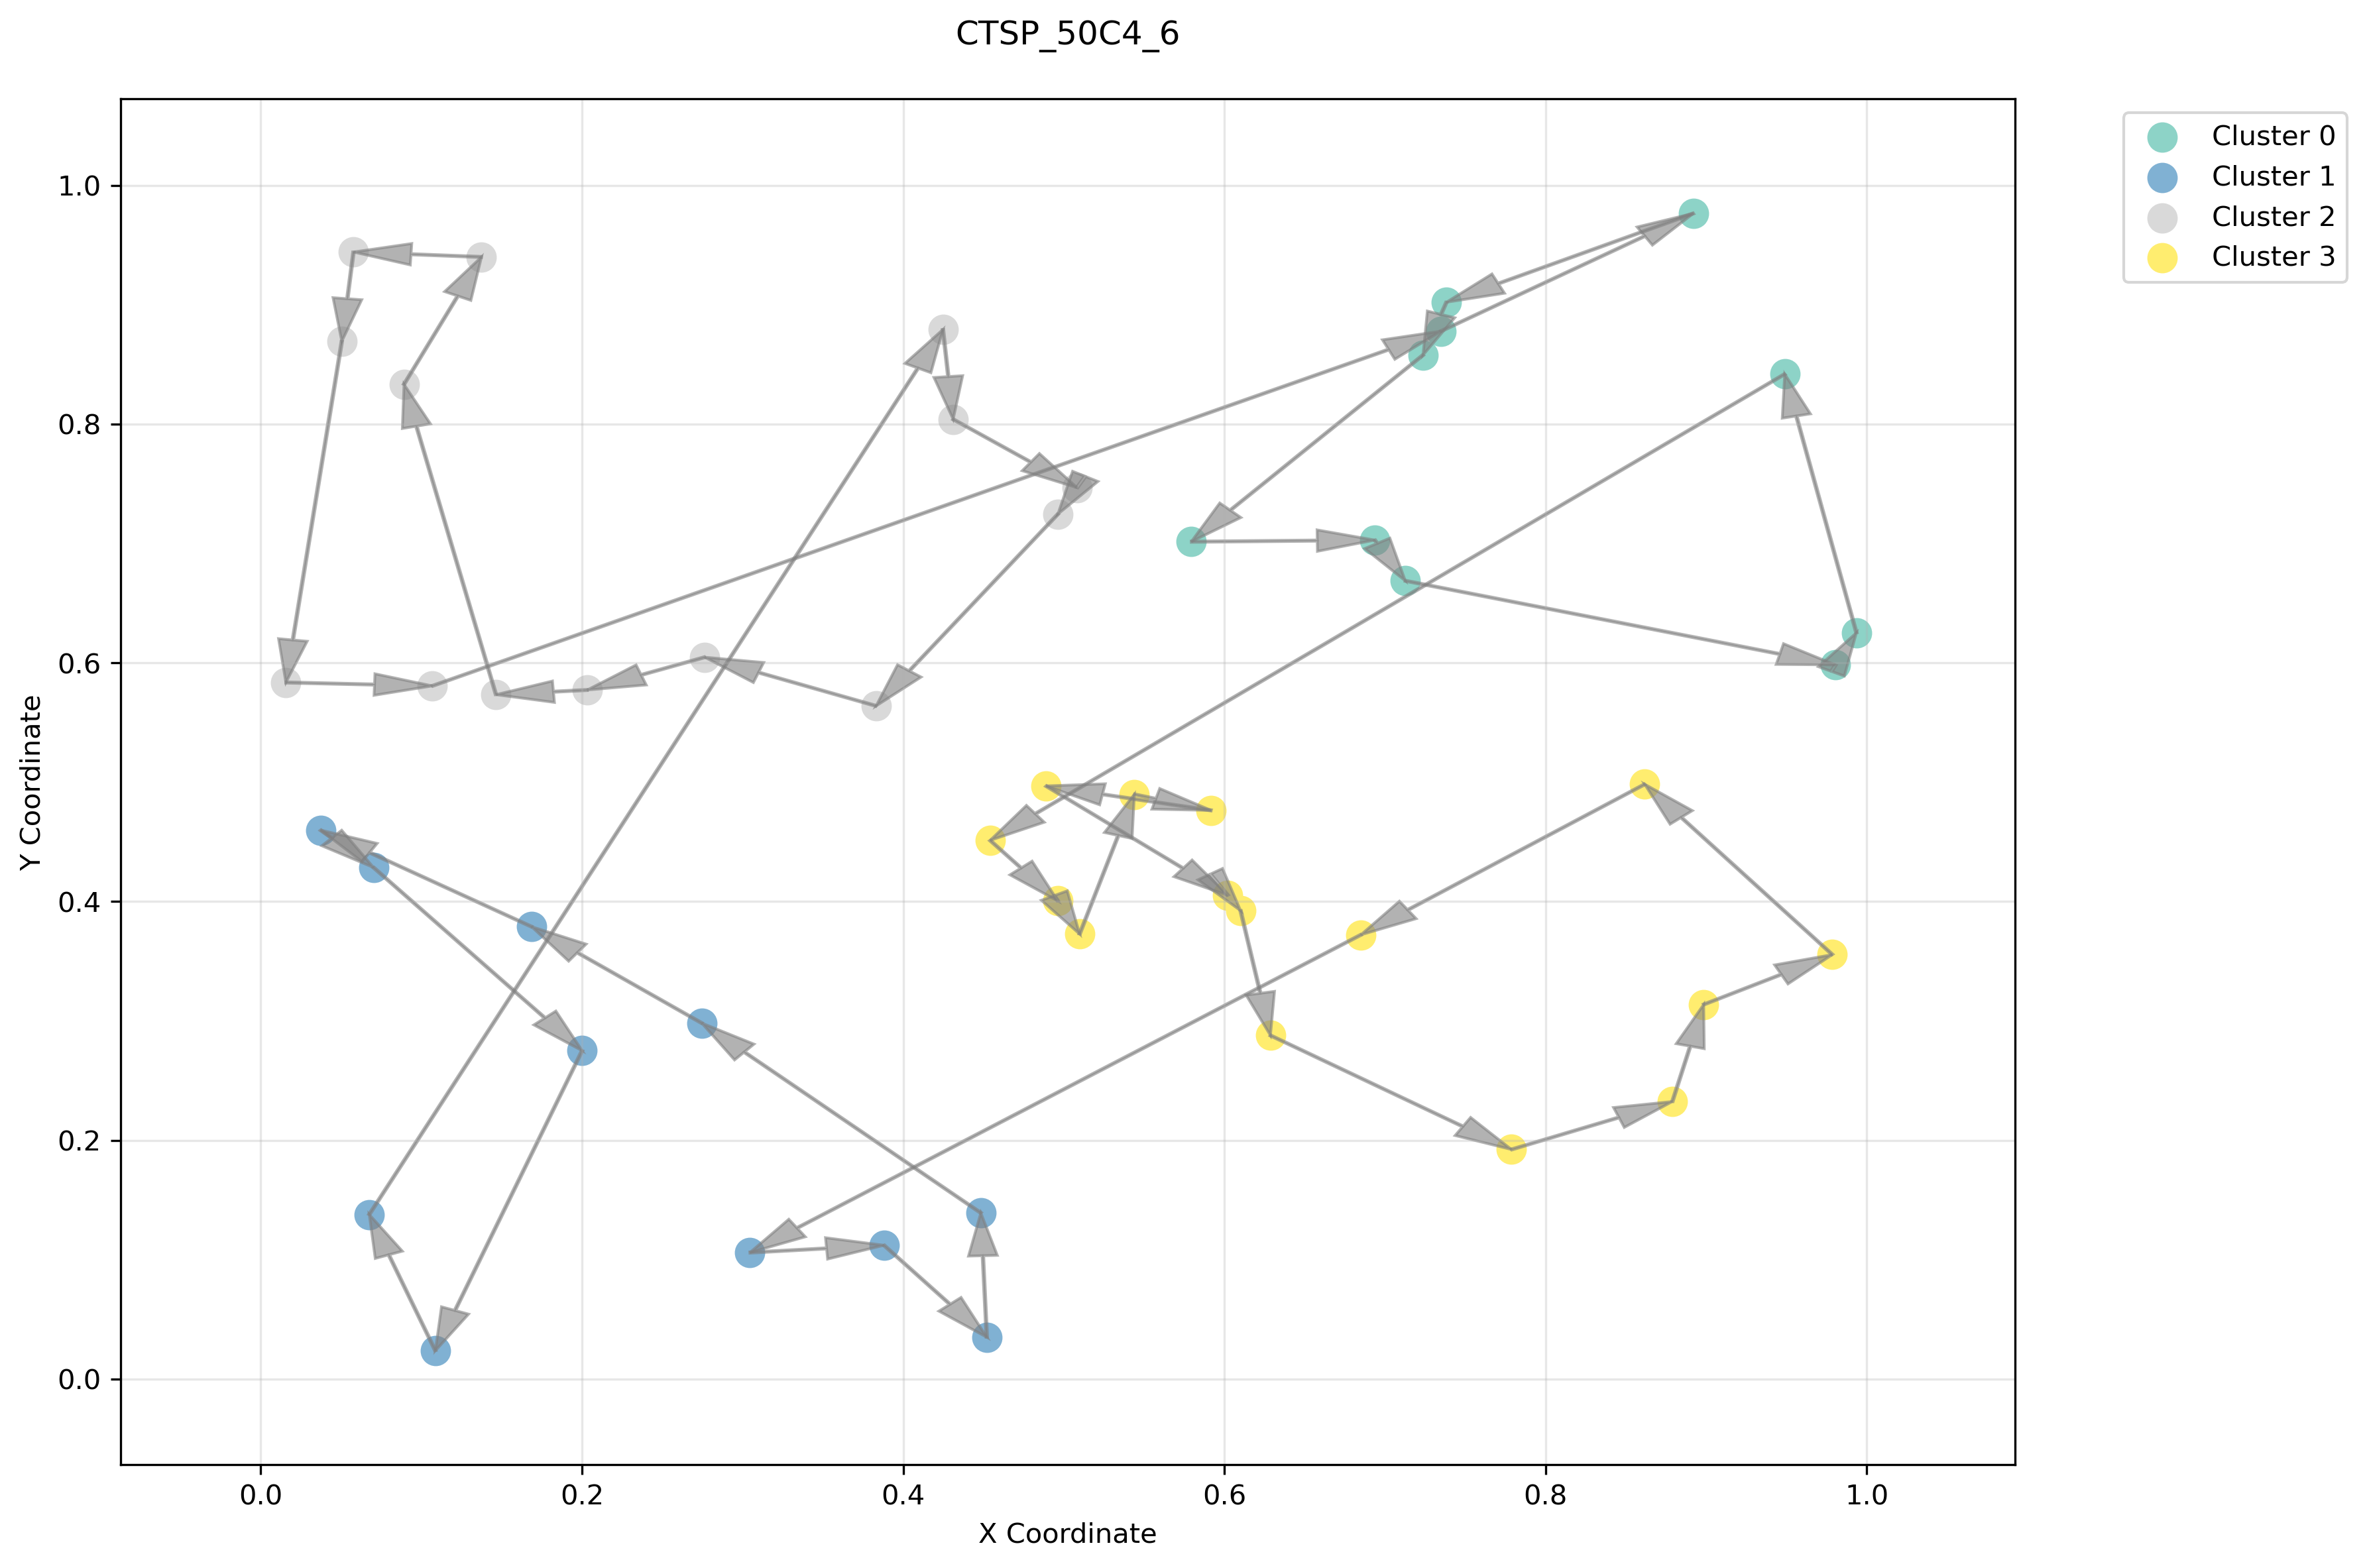 CTSP_50C4_6
Cluster 0
Cluster 1
Cluster 2
Cluster 3
Y Coordinate
1.0
0.8
0.6
0.4
0.2
0.0
0.0 0.2 0.4 0.6 0.8 1.0
X Coordinate